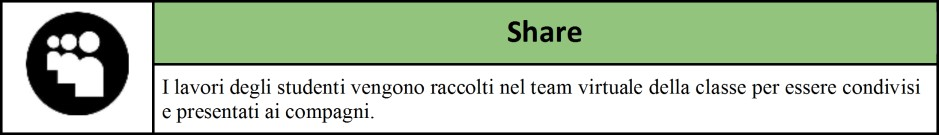 Share
I lavori degli studenti vengono raccolti nel team virtuale della classe per essere condivisi
e presentati ai compagni.